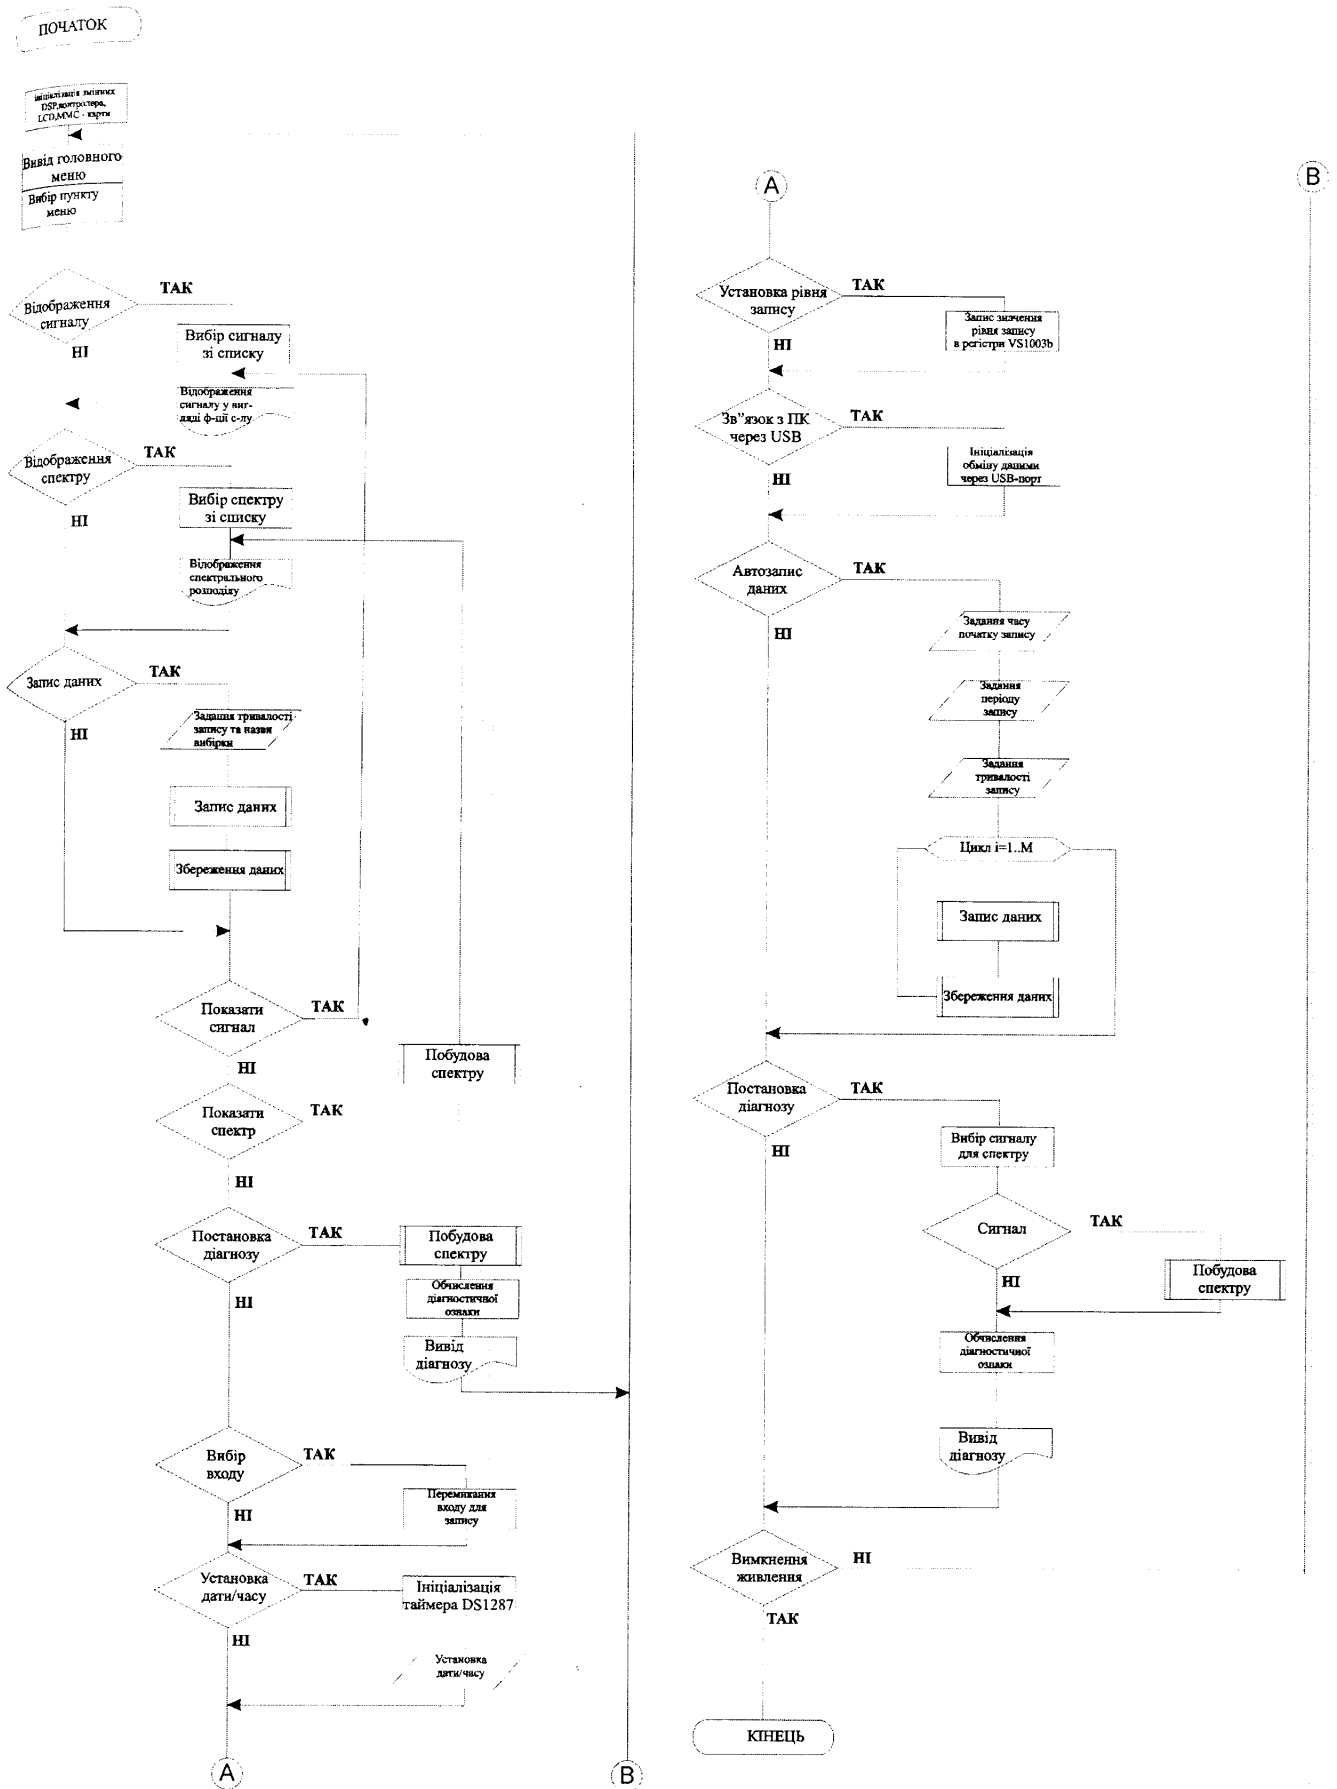 ПОЧАТОК
ініціалізація змінних
DSP,контролера,
LCD,MMC - карти
Вивід головного
меню
Вибір пункту
меню
Відображення
сигналу
ТАК
НІ
Вибір сигналу
зі списку
Відображення
сигналу у виг-
ляді ф-ції с-лу
Відображення
спектру
ТАК
НІ
Вибір спектру
зі списку
Відображення
спектрального
розподілу
Запис даних
ТАК
НІ
Задання тривалості
запису та назви
вибірки
Запис даних
Збереження даних
Показати
сигнал
ТАК
НІ
Побудова
спектру
Показати
спектр
ТАК
НІ
Постановка
діагнозу
ТАК
НІ
Побудова
спектру
Обчислення
діагностичної
ознаки
Вивід
діагнозу
Вибір
входу
ТАК
НІ
Перемикання
входу для
запису
Установка
дати/часу
ТАК
НІ
Ініціалізація
таймера DS1287
Установка
дати/часу
A
B
A
B
Установка рівня
запису
ТАК
НІ
Запис значення
рівня запису
в регістри VS1003b
Зв"язок з ПК
через USB
ТАК
НІ
Ініціалізація
обміну даними
через USB-порт
Автозапис
даних
ТАК
НІ
Задання часу
початку запису
Задання
періоду
запису
Задання
тривалості
запису
Цикл i=1..M
Запис даних
Збереження даних
Постановка
діагнозу
ТАК
НІ
Вибір сигналу
для спектру
Сигнал
ТАК
НІ
Побудова
спектру
Обчислення
діагностичної
ознаки
Вивід
діагнозу
Вимкнення
живлення
НІ
ТАК
КІНЕЦЬ